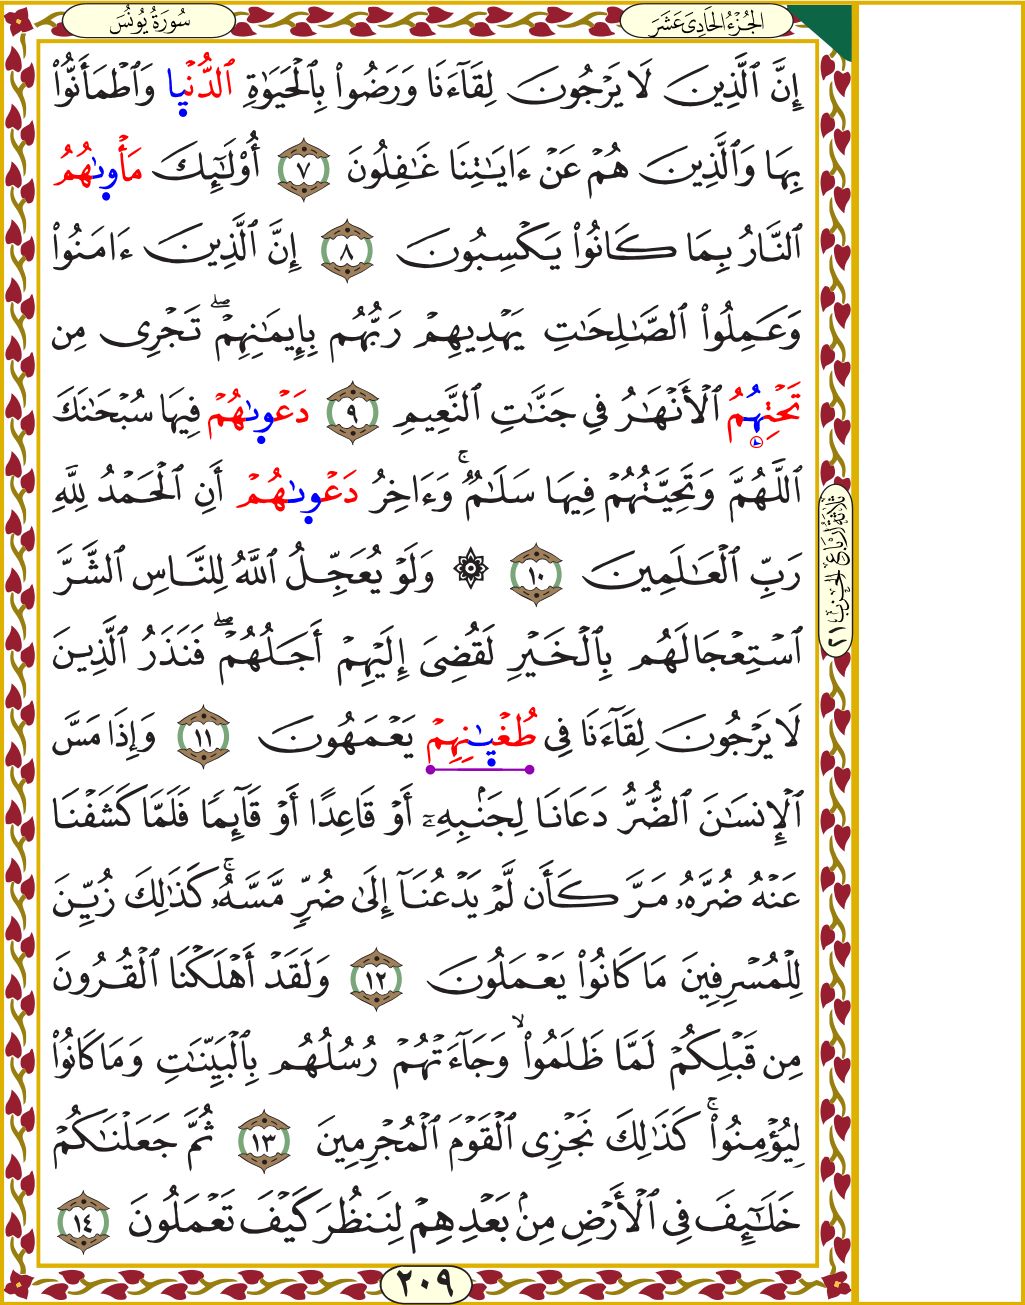 الجُزْءُ الحَادِىَ عَشَرَ
سُورَةُ يُونُسَ
إِنَّ ٱلَّذِينَ لَا يَرْجُونَ لِقَآءَنَا وَرَضُوا۟ بِٱلْحَيَوٰةِ ٱلدُّنْيٜا وَٱطْمَأَنُّوا۟
بِهَا وَٱلَّذِينَ هُمْ عَنْ ءَايَٰتِنَا غَٰفِلُونَ ٧ أُو۟لَٰٓئِكَ مَأْوٜىٰهُمُ
ٱلنَّارُ بِمَا كَانُوا۟ يَكْسِبُونَ ٨ إِنَّ ٱلَّذِينَ ءَامَنُوا۟
وَعَمِلُوا۟ ٱلصَّٰلِحَٰتِ يَهْدِيهِمْ رَبُّهُم بِإِيمَٰنِهِمْۖ تَجْرِى مِن
تَحْتِهِمُ ٱلْأَنْهَٰرُ فِى جَنَّٰتِ ٱلنَّعِيمِ ٩ دَعْوٜىٰهُمْ فِيهَا سُبْحَٰنَكَ
ٱللَّهُمَّ وَتَحِيَّتُهُمْ فِيهَا سَلَٰمٌۚ وَءَاخِرُ دَعْوٜىٰهُمْ أَنِ ٱلْحَمْدُ لِلَّهِ
رَبِّ ٱلْعَٰلَمِينَ ١٠ ۞ وَلَوْ يُعَجِّلُ ٱللَّهُ لِلنَّاسِ ٱلشَّرَّ
ٱسْتِعْجَالَهُم بِٱلْخَيْرِ لَقُضِىَ إِلَيْهِمْ أَجَلُهُمْۖ فَنَذَرُ ٱلَّذِينَ
لَا يَرْجُونَ لِقَآءَنَا فِى طُغْيٰٜنِهِمْ يَعْمَهُونَ ١١ وَإِذَا مَسَّ
ٱلْإِنسَٰنَ ٱلضُّرُّ دَعَانَا لِجَنۢبِهِۦٓ أَوْ قَاعِدًا أَوْ قَآئِمًا فَلَمَّا كَشَفْنَا
عَنْهُ ضُرَّهُۥ مَرَّ كَأَن لَّمْ يَدْعُنَآ إِلَىٰ ضُرٍّ مَّسَّهُۥۚ كَذَٰلِكَ زُيِّنَ
لِلْمُسْرِفِينَ مَا كَانُوا۟ يَعْمَلُونَ ١٢ وَلَقَدْ أَهْلَكْنَا ٱلْقُرُونَ
مِن قَبْلِكُمْ لَمَّا ظَلَمُوا۟ۙ وَجَآءَتْهُمْ رُسُلُهُم بِٱلْبَيِّنَٰتِ وَمَا كَانُوا۟
لِيُؤْمِنُوا۟ۚ كَذَٰلِكَ نَجْزِى ٱلْقَوْمَ ٱلْمُجْرِمِينَ ١٣ ثُمَّ جَعَلْنَٰكُمْ
خَلَٰٓئِفَ فِى ٱلْأَرْضِ مِنۢ بَعْدِهِمْ لِنَنظُرَ كَيْفَ تَعْمَلُونَ ١٤
ثَلَاثَةُ أَرْبَاعِ الحِزْبِ ٢١
٢٠٩